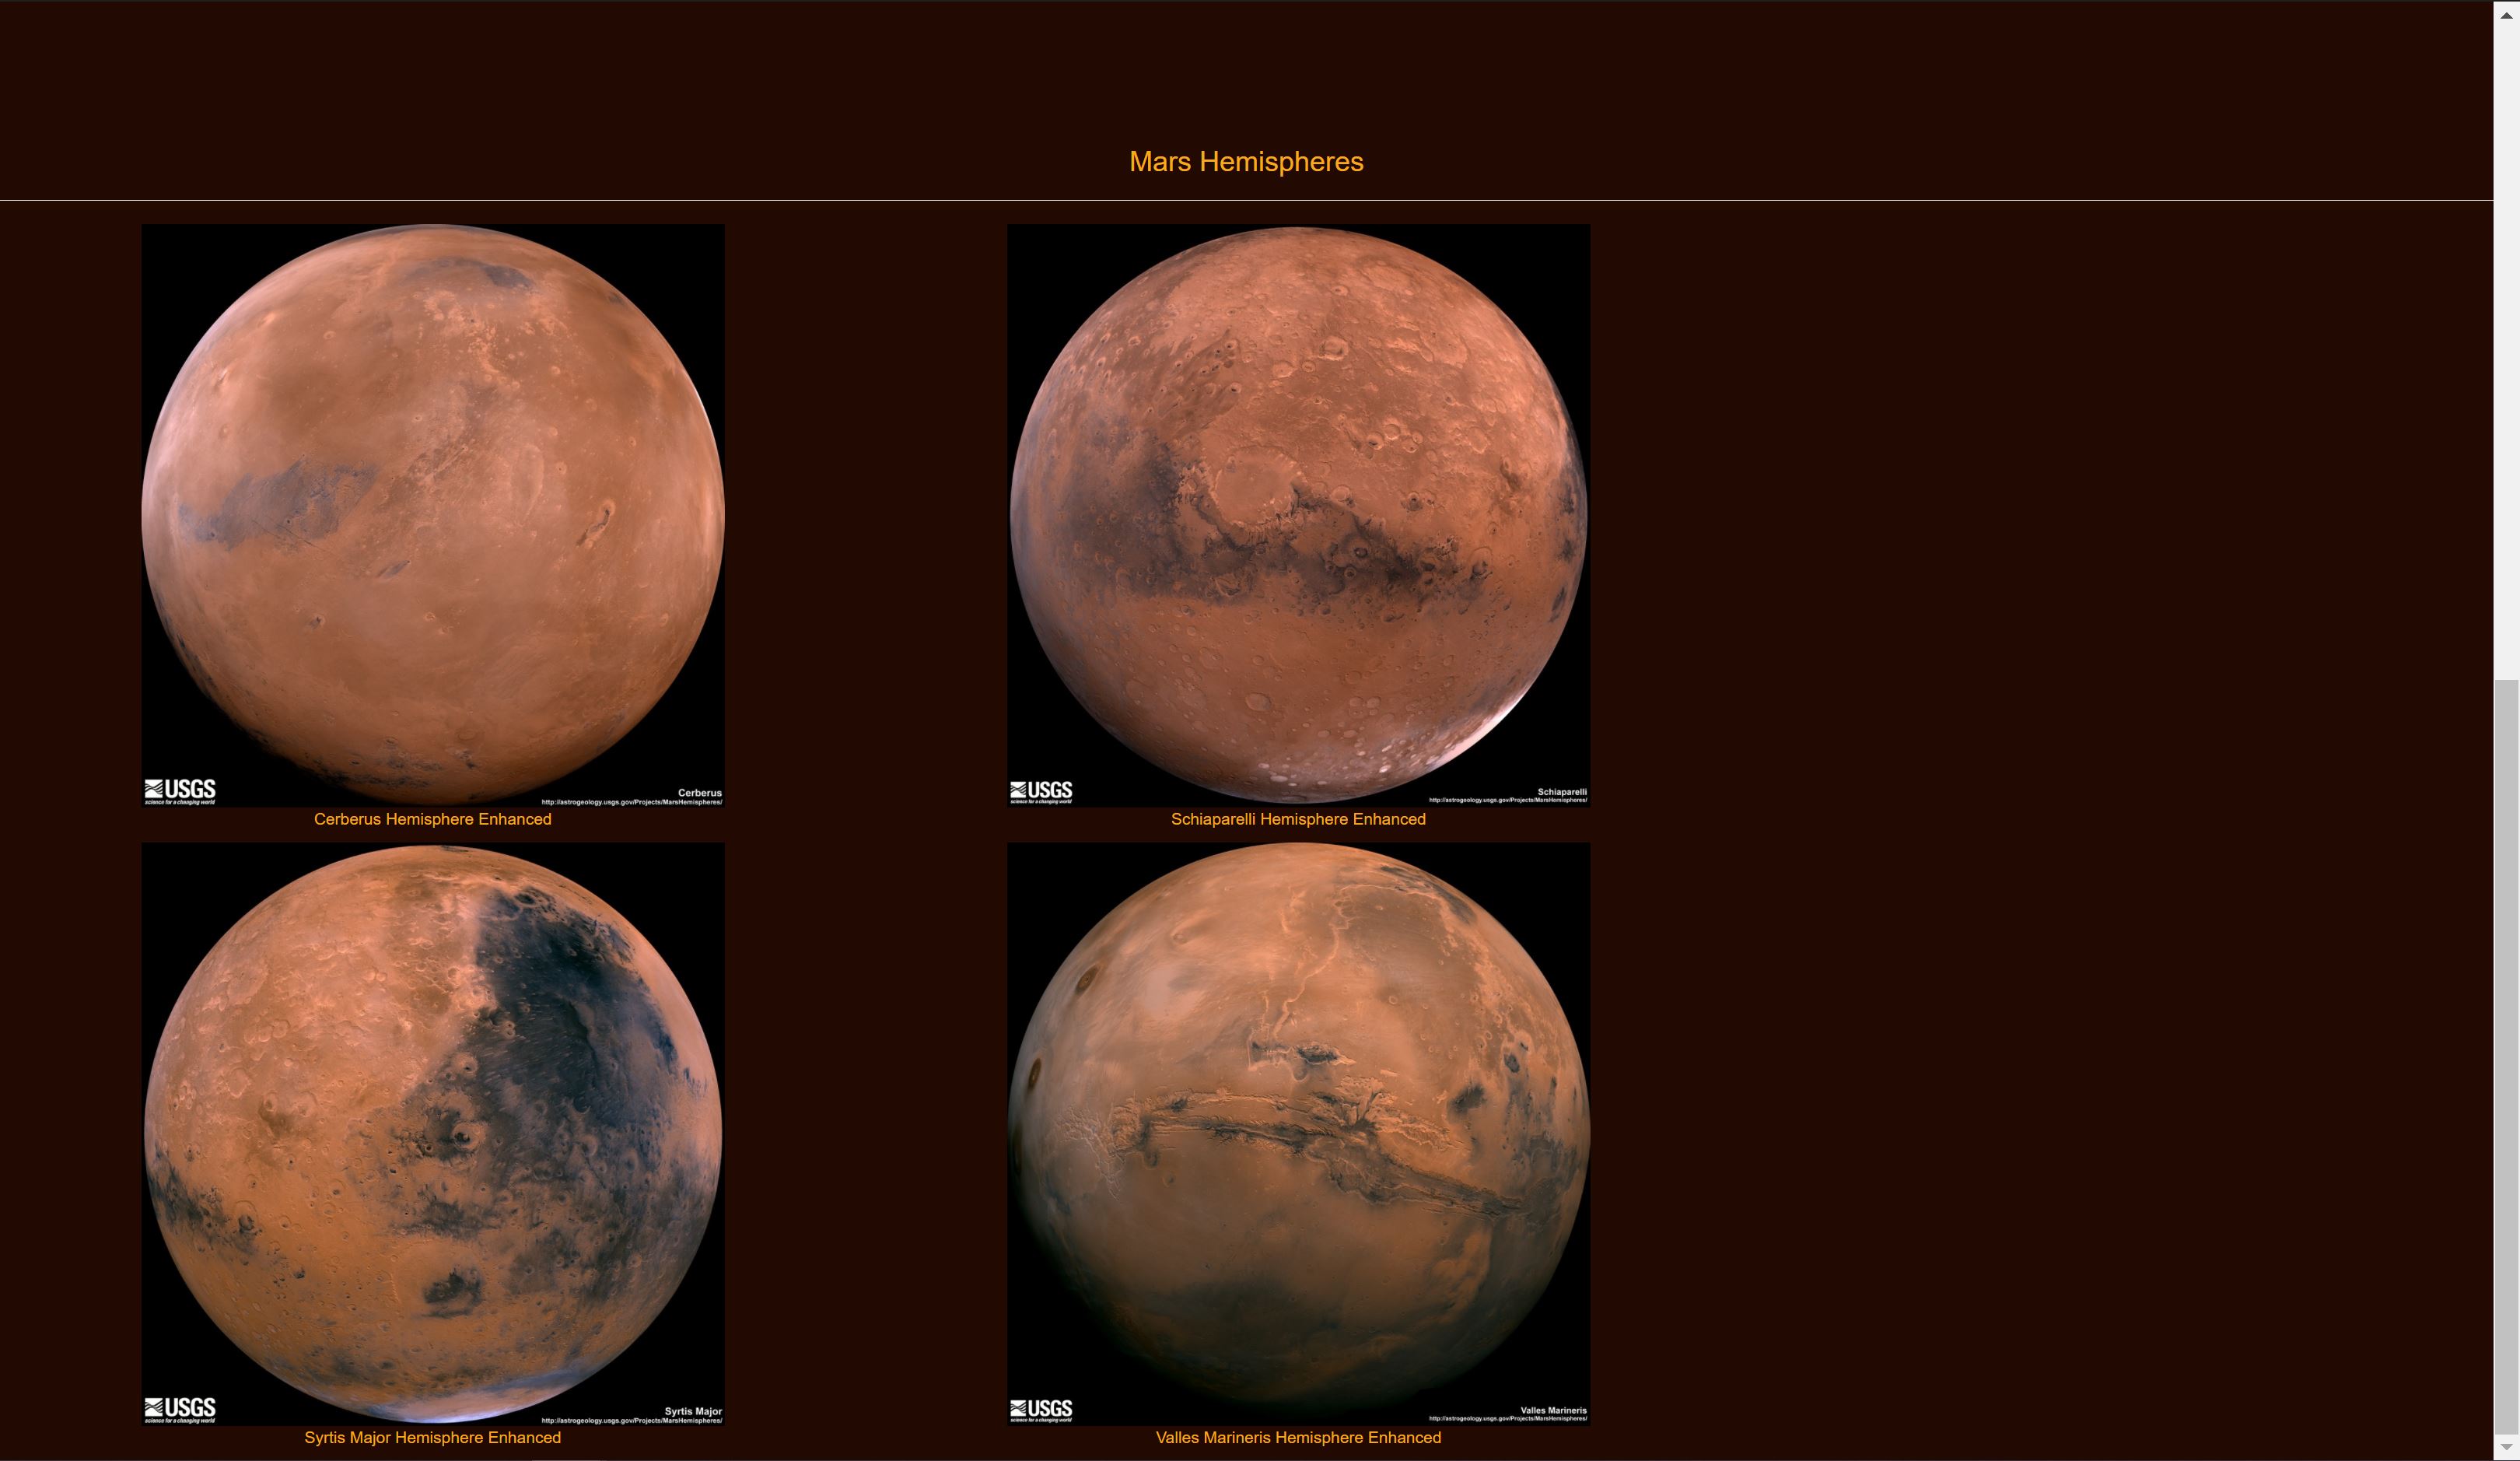 Mars Hemispheres
USGS
science for a changing world
Cerberus
http://astrogeology.usgs.gov/Projects/MarsHemispheres/
Cerberus Hemisphere Enhanced
USGS
science for a changing world
Schiaparelli
http://astrogeology.usgs.gov/Projects/MarsHemispheres/
Schiaparelli Hemisphere Enhanced
USGS
science for a changing world
Syrtis Major
http://astrogeology.usgs.gov/Projects/MarsHemispheres/
Syrtis Major Hemisphere Enhanced
USGS
science for a changing world
Valles Marineris
http://astrogeology.usgs.gov/Projects/MarsHemispheres/
Valles Marineris Hemisphere Enhanced